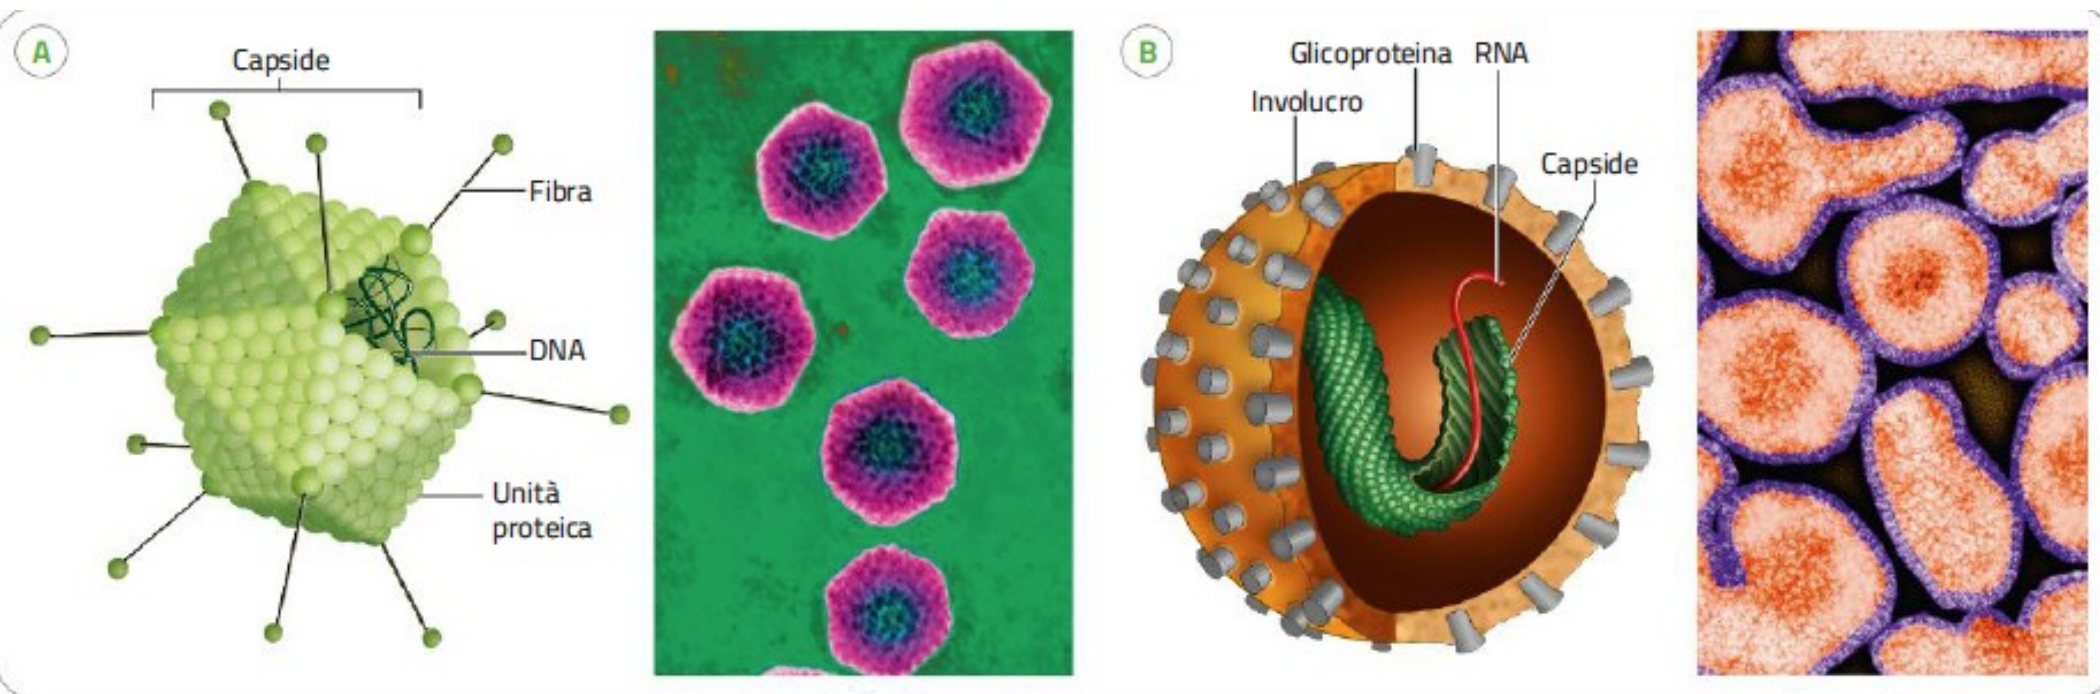 A
Capside
Fibra
DNA
Unità
proteica
B
Glicoproteina
RNA
Involucro
Capside